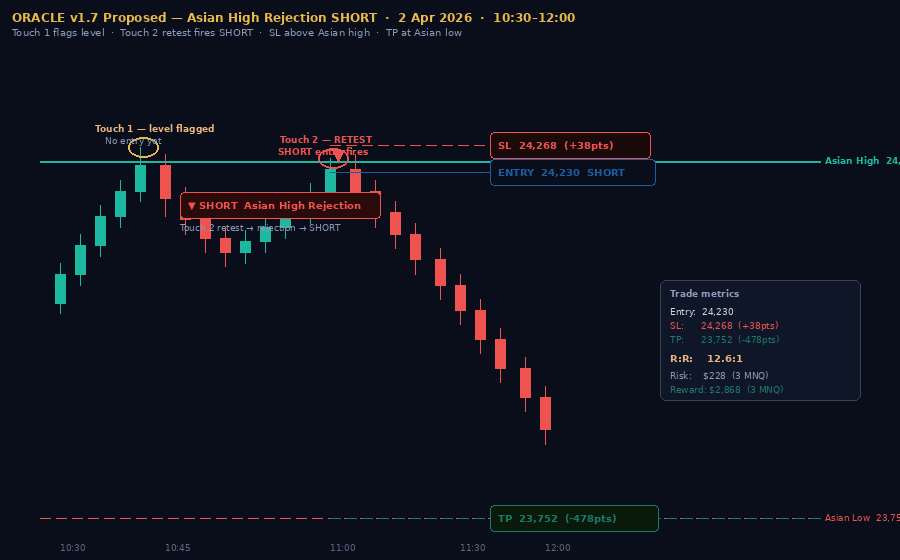 ORACLE v1.7 Proposed — Asian High Rejection SHORT · 2 Apr 2026 · 10:30–12:00
Touch 1 flags level · Touch 2 retest fires SHORT · SL above Asian high · TP at Asian low
Touch 1 — level flagged
No entry yet
Touch 2 — RETEST
SHORT entry fires
SL 24,268 (+38pts)
Asian High 24,
ENTRY 24,230 SHORT
▼ SHORT Asian High Rejection
Touch 2 retest → rejection → SHORT
Trade metrics
Entry: 24,230
SL: 24,268 (+38pts)
TP: 23,752 (-478pts)
R:R: 12.6:1
Risk: $228 (3 MNQ)
Reward: $2,868 (3 MNQ)
TP 23,752 (-478pts)
Asian Low 23,75
10:30 10:45 11:00 11:30 12:00